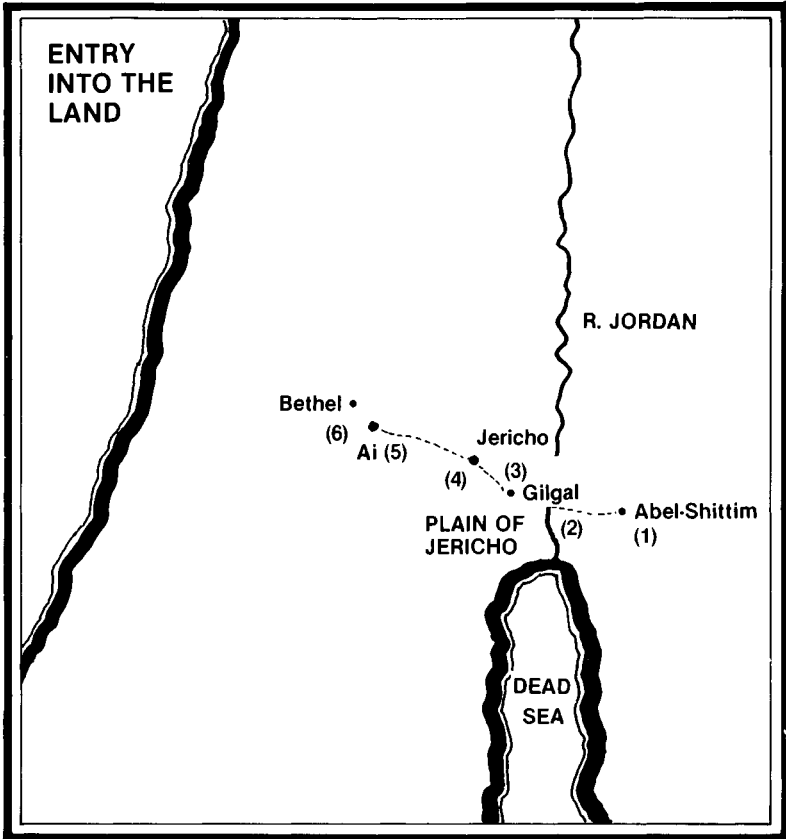 ENTRY
INTO THE
LAND
R. JORDAN
Bethel
(6)
Ai (5)
Jericho
(4)
(3)
Gilgal
PLAIN OF
JERICHO
(2)
Abel-Shittim
(1)
DEAD
SEA